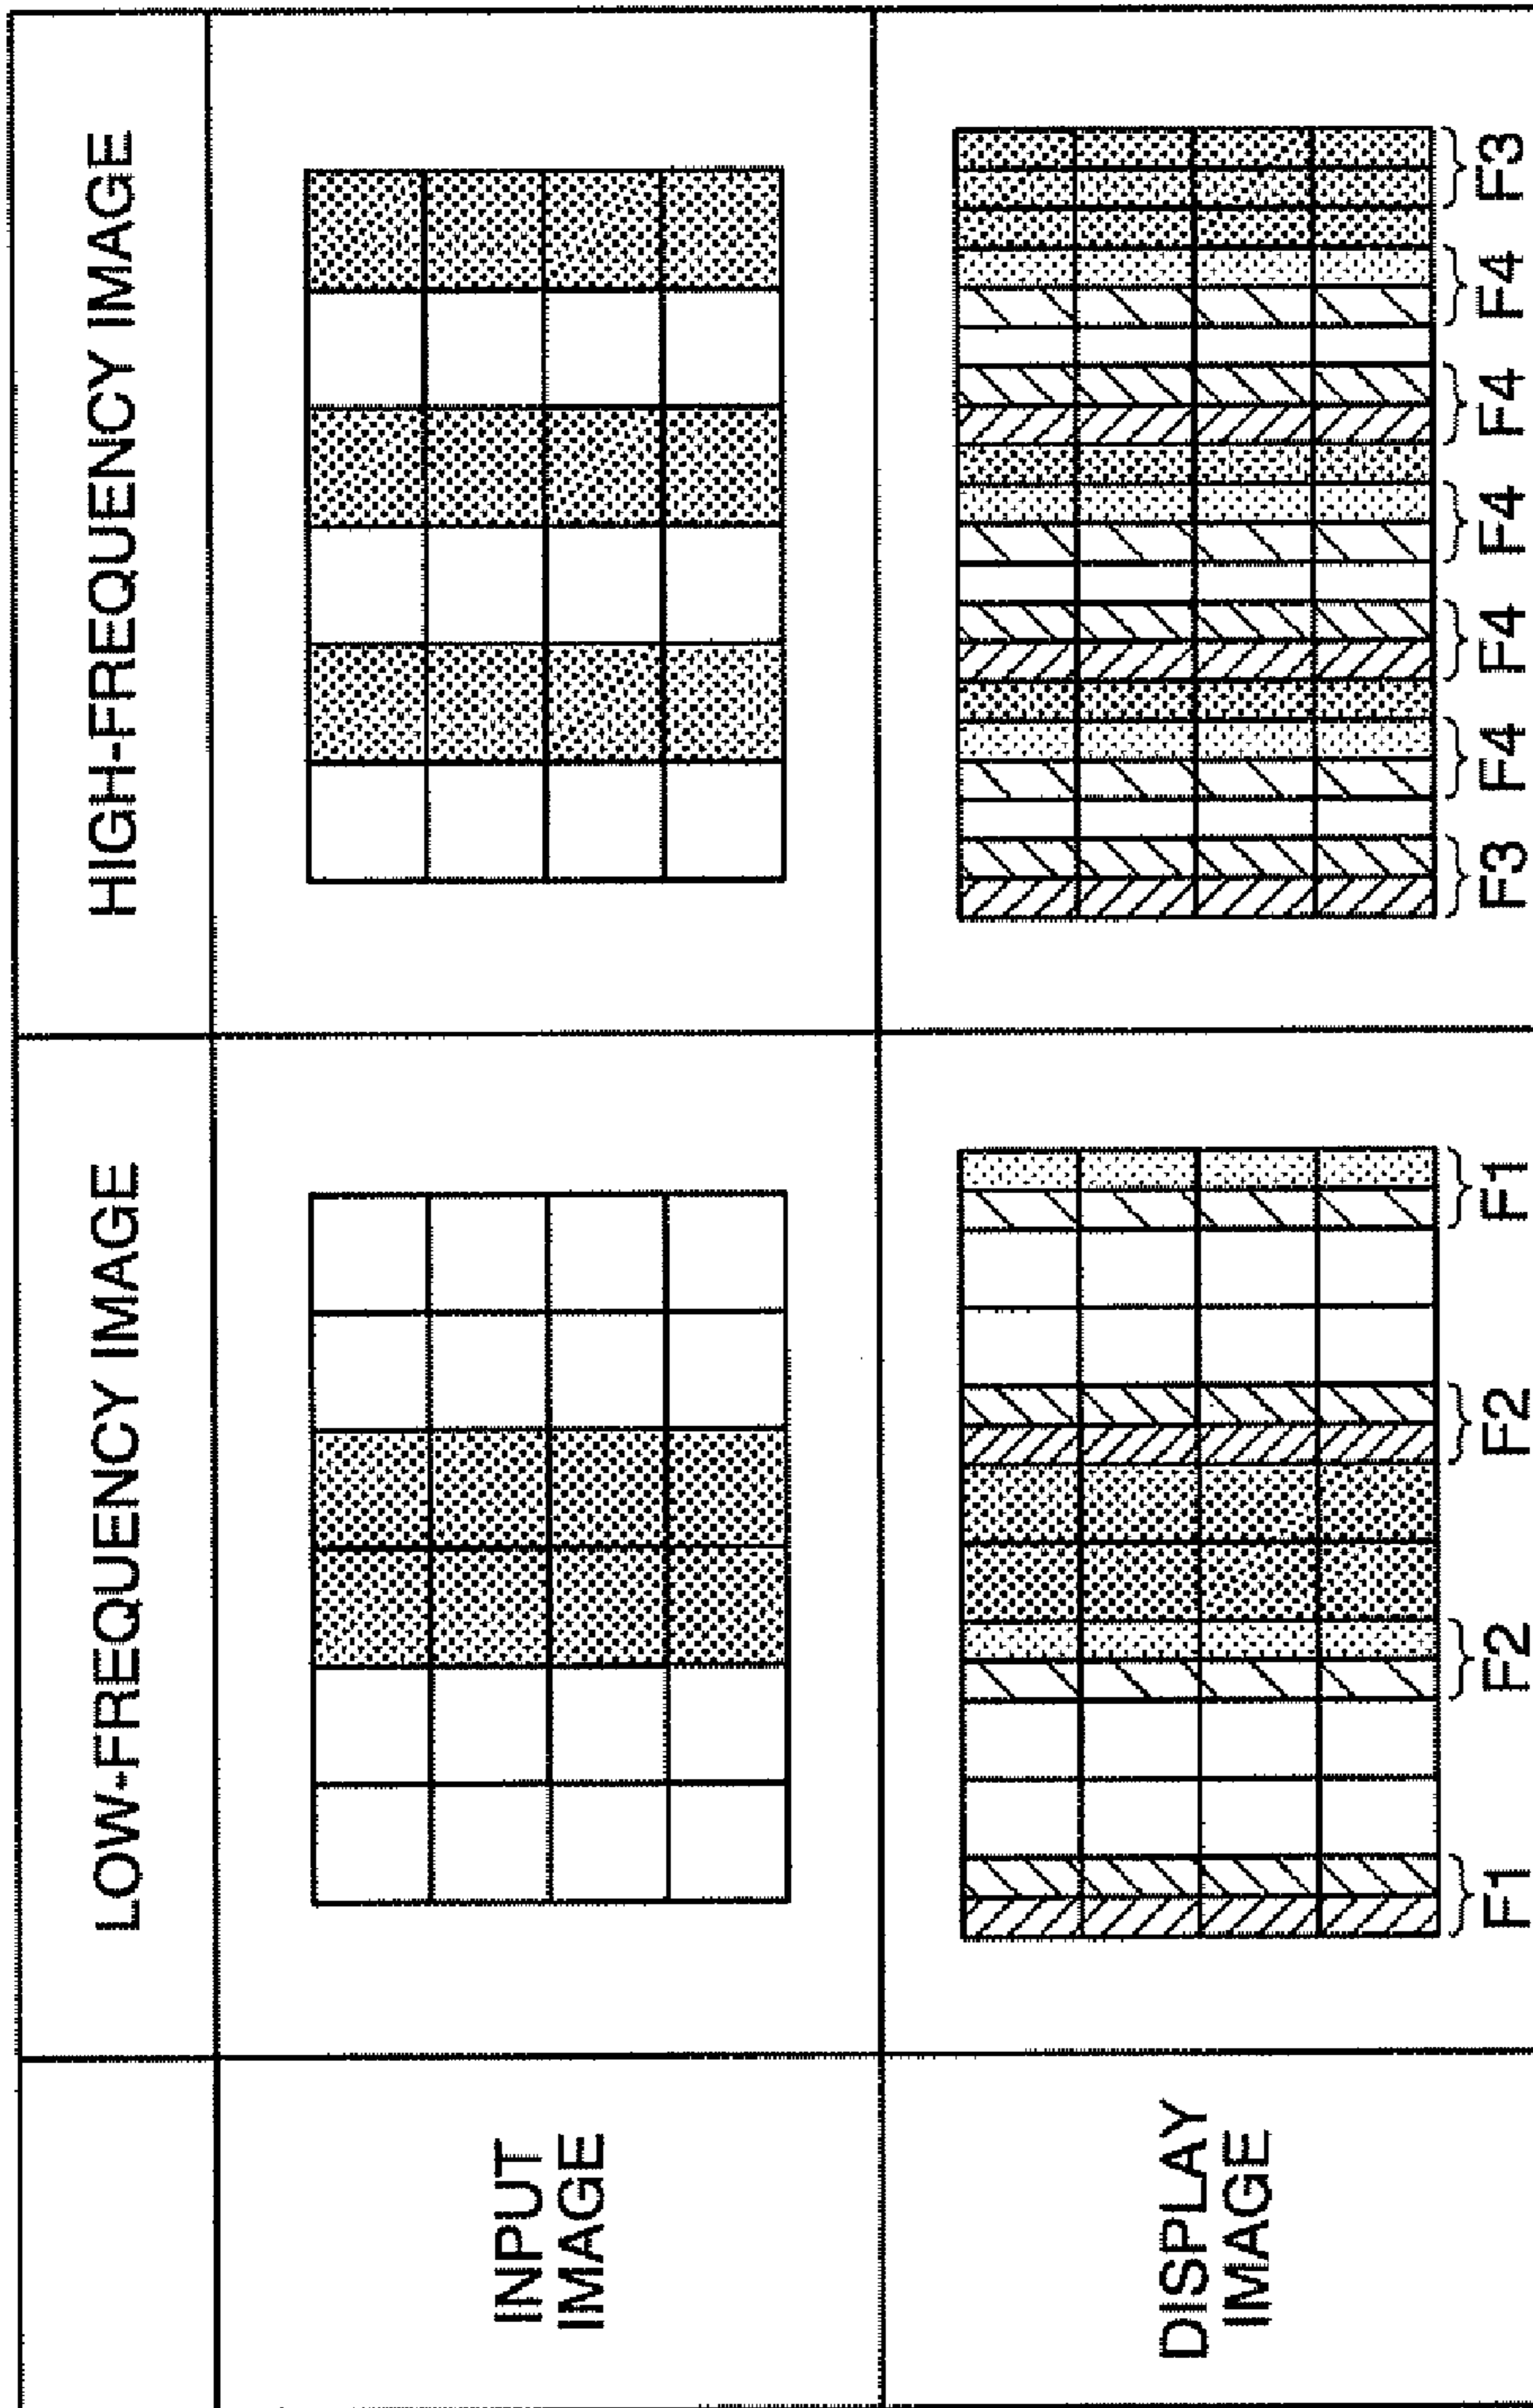 LOW-FREQUENCY IMAGE
HIGH-FREQUENCY IMAGE
INPUT
IMAGE
DISPLAY
IMAGE
F1 F2 F2 F1
F3 F4 F4 F4 F4 F4 F3